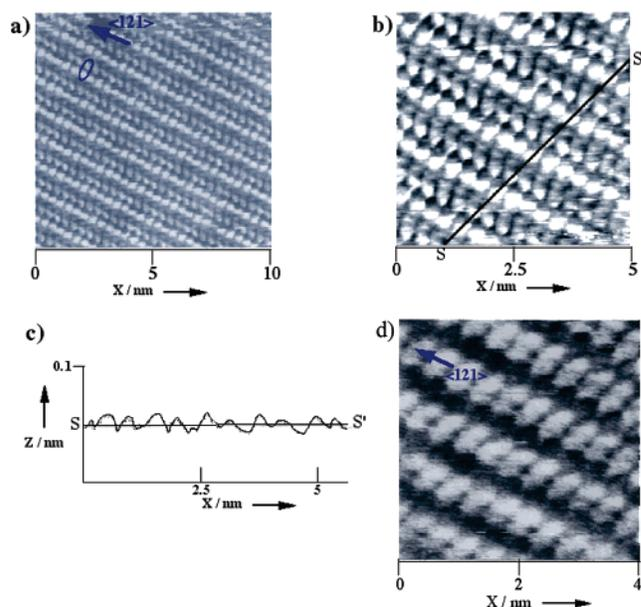 a)
<121>
0 5 10
X / nm
b)
S'
S
0 2.5 5
X / nm
c)
0.1
S S'
Z / nm
2.5 5
X / nm
d)
<121>
0 2 4
X / nm